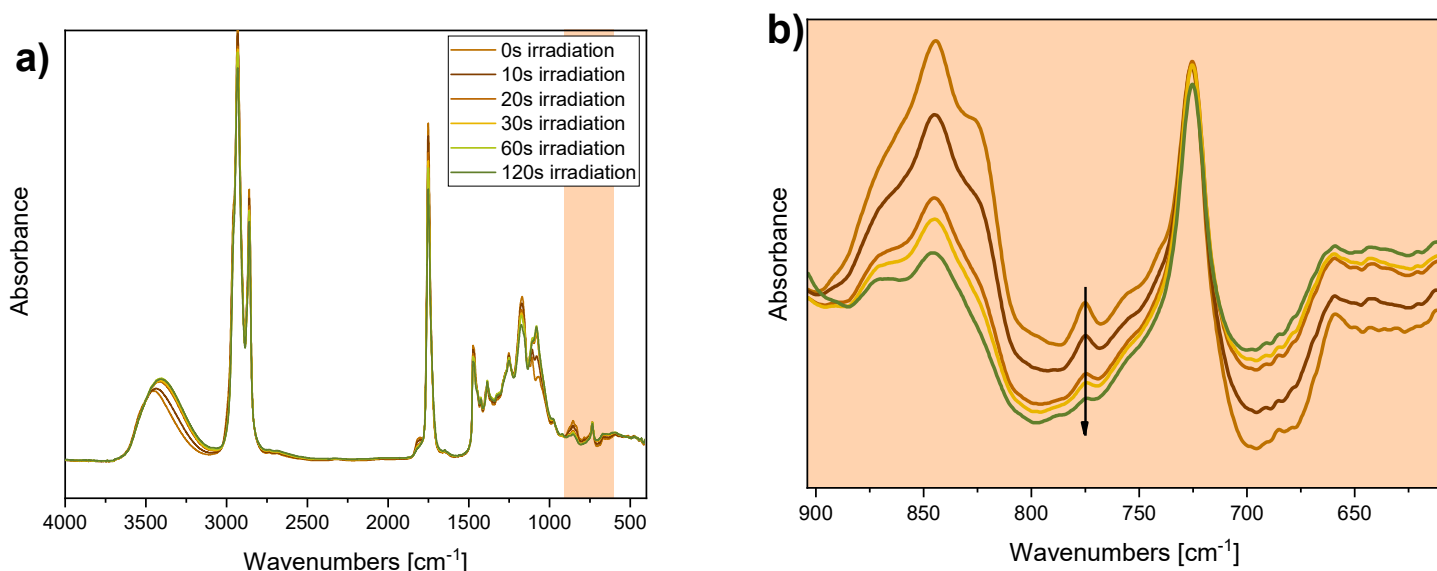 a)
0s irradiation
10s irradiation
20s irradiation
30s irradiation
60s irradiation
120s irradiation
Absorbance
4000 3500 3000 2500 2000 1500 1000 500
Wavenumbers [cm⁻¹]
b)
Absorbance
900 850 800 750 700 650
Wavenumbers [cm⁻¹]